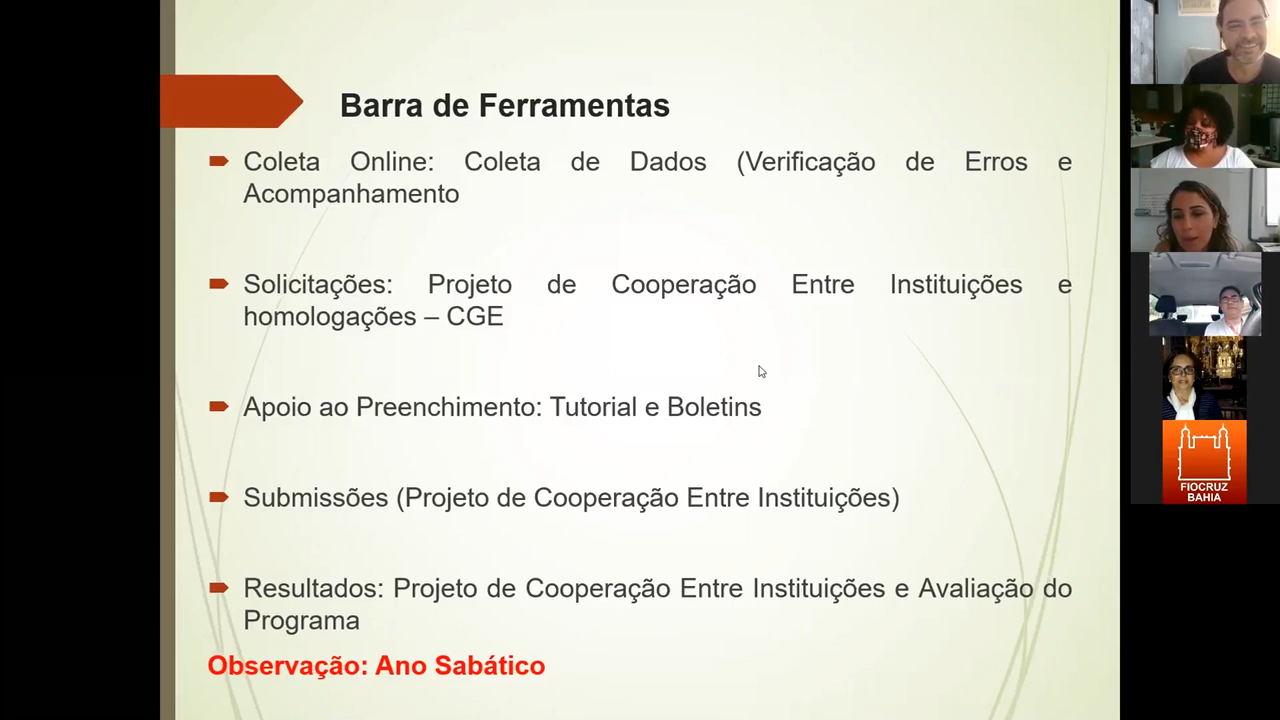 Barra de Ferramentas
Coleta Online: Coleta de Dados (Verificação de Erros e
Acompanhamento
Solicitações: Projeto de Cooperação Entre Instituições e
homologações – CGE
Apoio ao Preenchimento: Tutorial e Boletins
Submissões (Projeto de Cooperação Entre Instituições)
Resultados: Projeto de Cooperação Entre Instituições e Avaliação do
Programa
Observação: Ano Sabático
FIOCRUZ
BAHIA